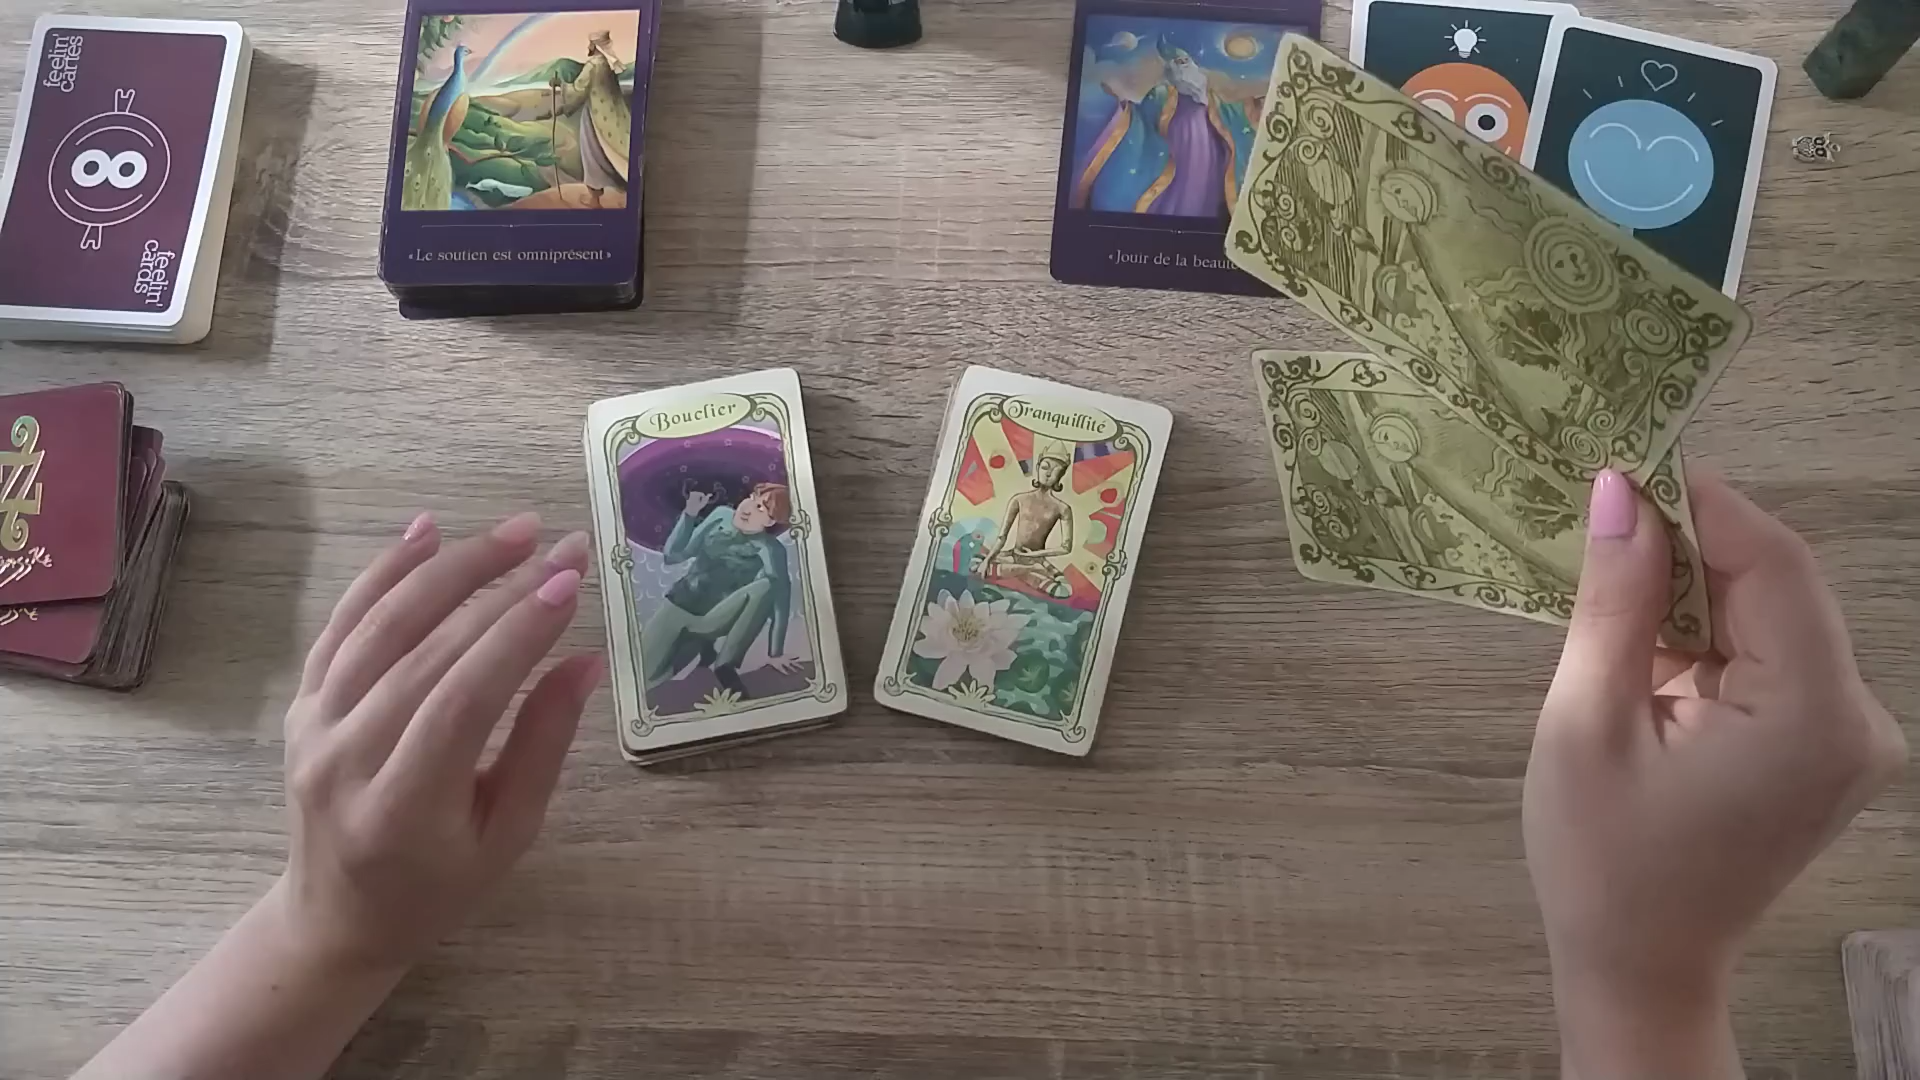 feelin'
cartes
feelin'
cards
«Le soutien est omniprésent»
«Jouir de la beauté
Bouclier
Tranquillité